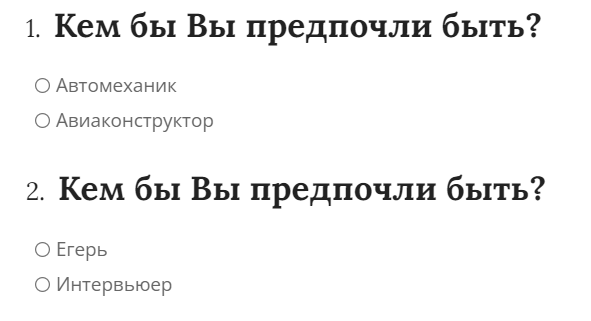 1. Кем бы Вы предпочли быть?
Автомеханик
Авиаконструктор
2. Кем бы Вы предпочли быть?
Егерь
Интервьюер